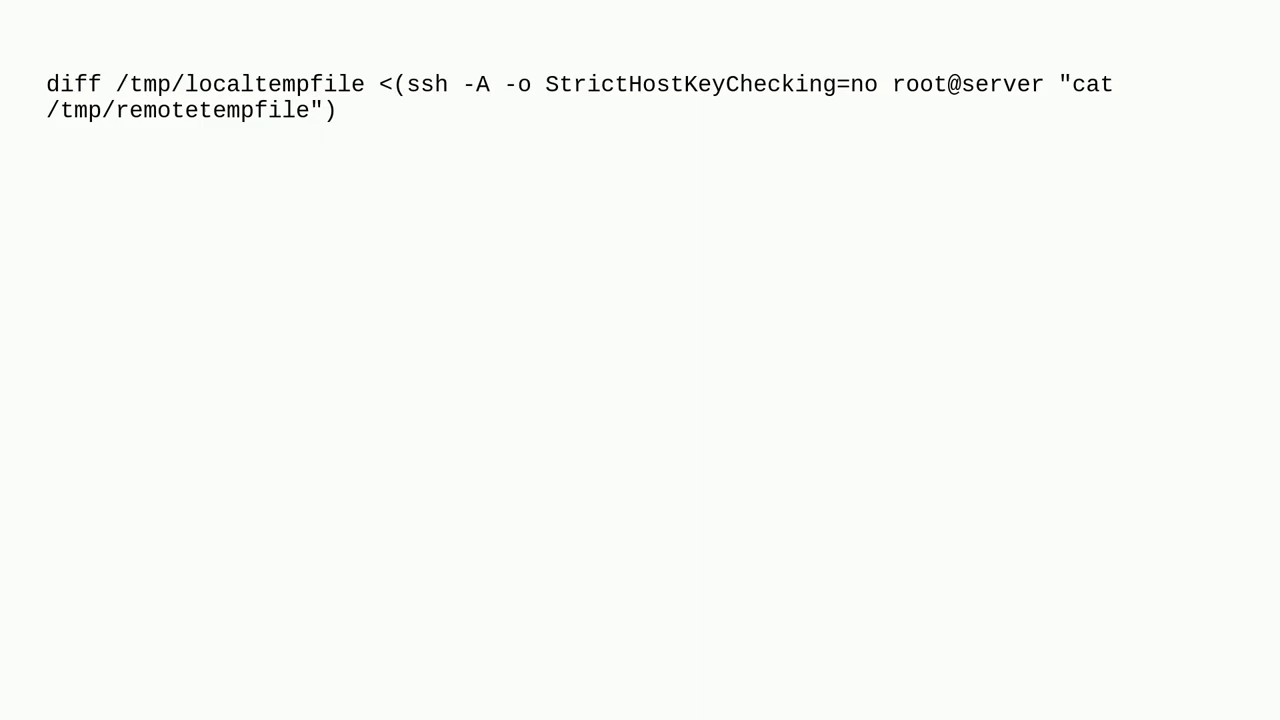 diff /tmp/localtempfile <(ssh -A -o StrictHostKeyChecking=no root@server "cat
/tmp/remotetempfile")